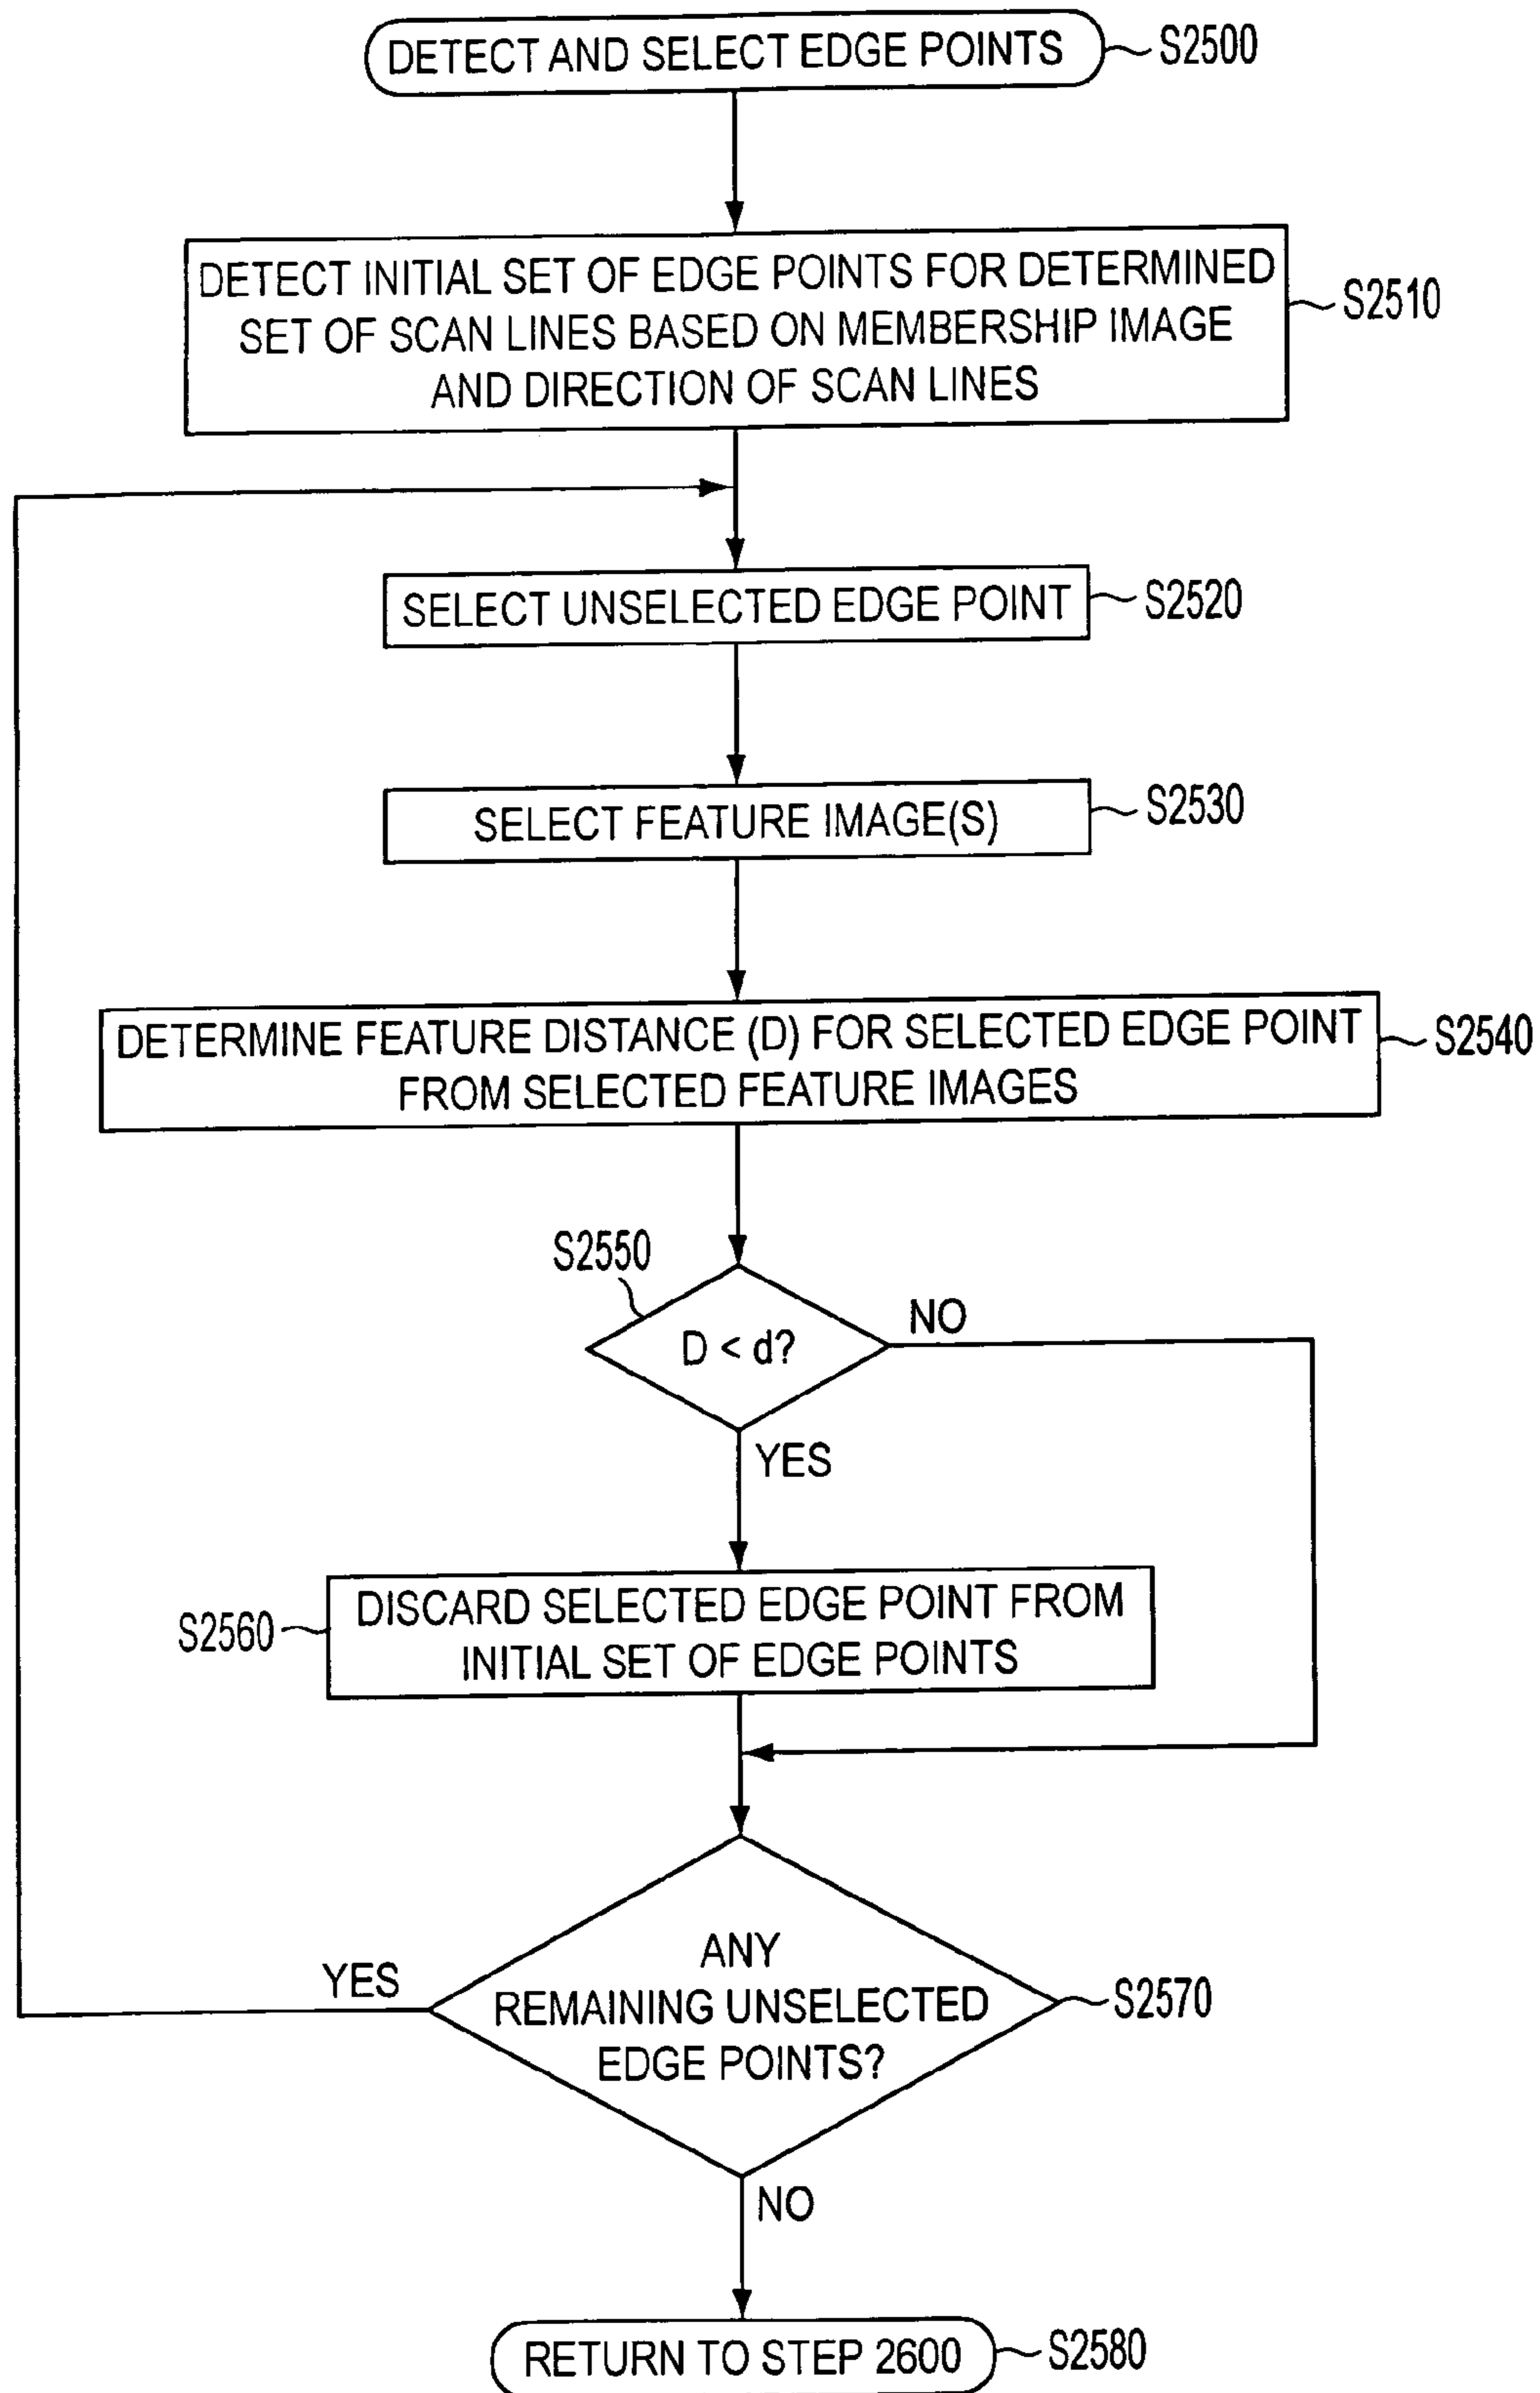 DETECT AND SELECT EDGE POINTS
S2500
DETECT INITIAL SET OF EDGE POINTS FOR DETERMINED
SET OF SCAN LINES BASED ON MEMBERSHIP IMAGE
AND DIRECTION OF SCAN LINES
S2510
SELECT UNSELECTED EDGE POINT
S2520
SELECT FEATURE IMAGE(S)
S2530
DETERMINE FEATURE DISTANCE (D) FOR SELECTED EDGE POINT
FROM SELECTED FEATURE IMAGES
S2540
S2550
D < d?
NO
YES
DISCARD SELECTED EDGE POINT FROM
INITIAL SET OF EDGE POINTS
S2560
ANY
REMAINING UNSELECTED
EDGE POINTS?
S2570
YES
NO
RETURN TO STEP 2600
S2580